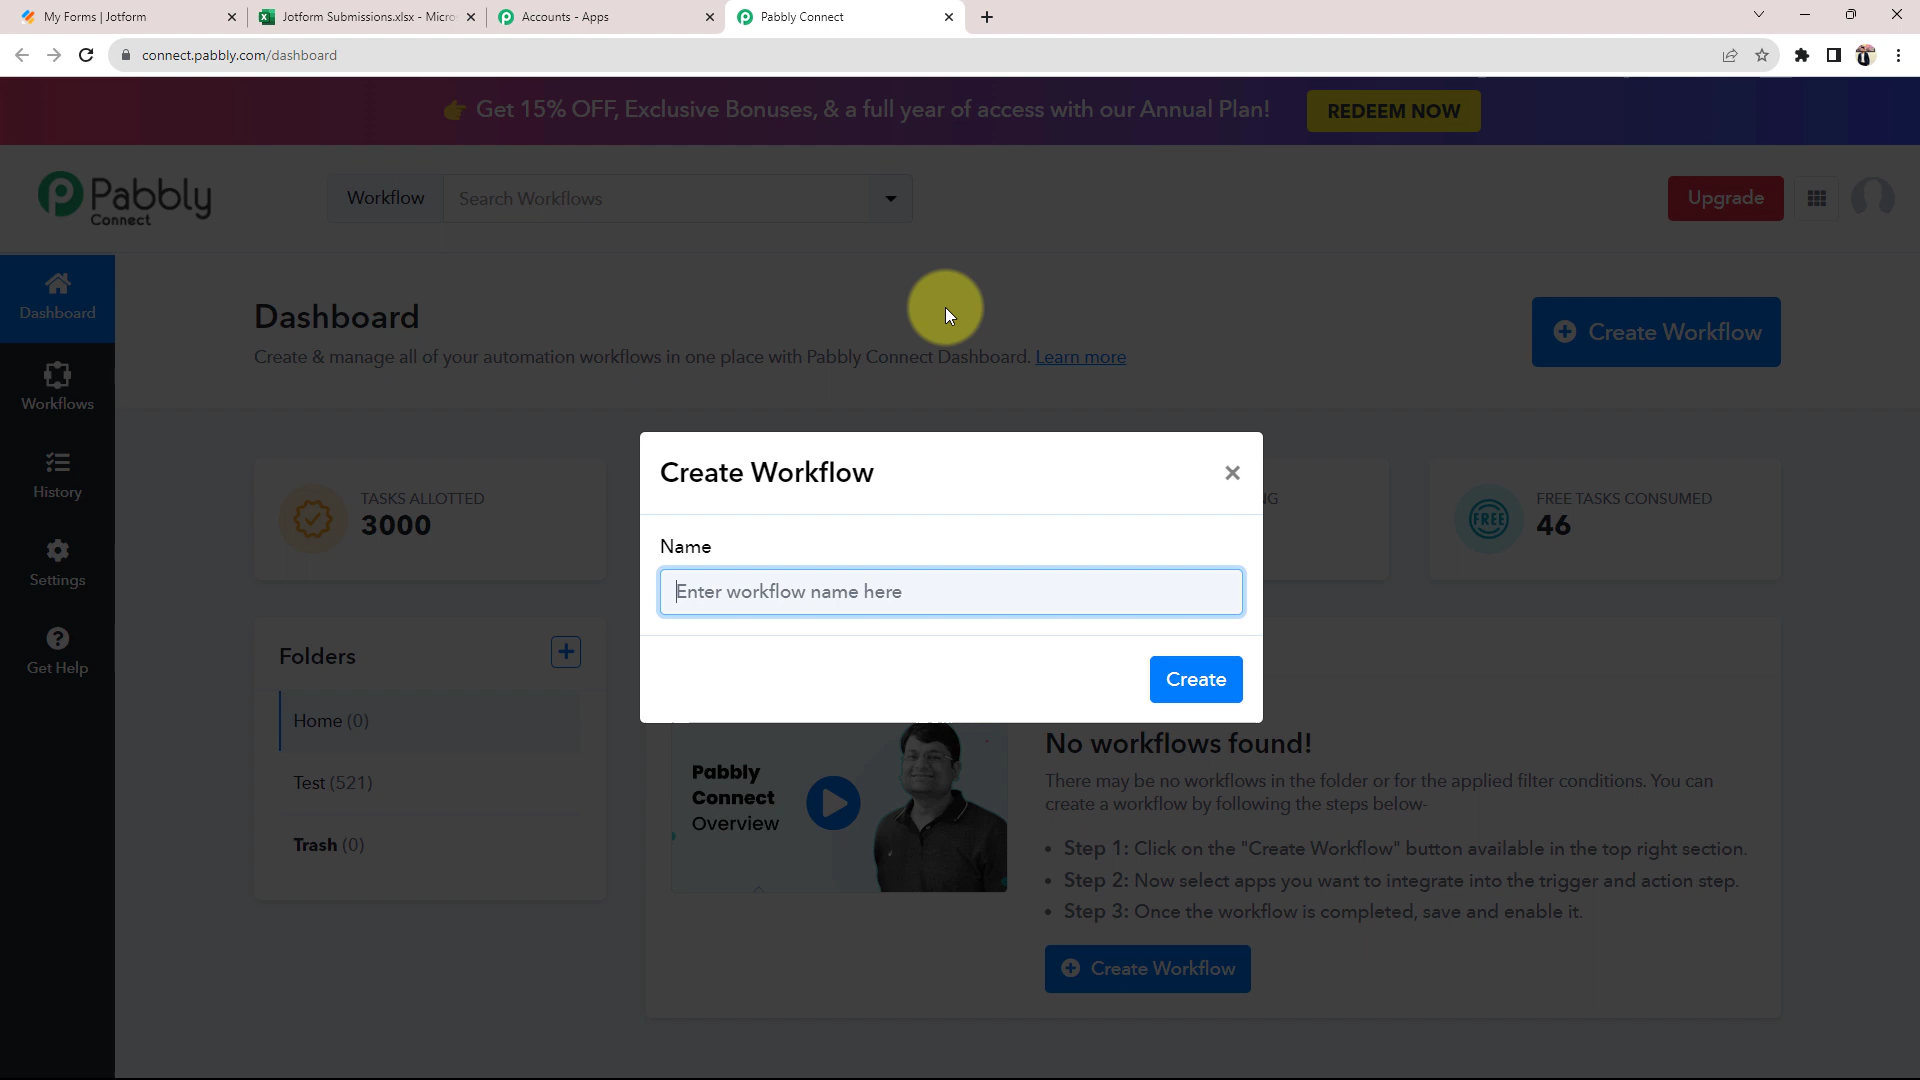 My Forms | Jotform
Jotform Submissions.xlsx - Micro
Accounts - Apps
Pabbly Connect
connect.pabbly.com/dashboard
Get 15% OFF, Exclusive Bonuses, & a full year of access with our Annual Plan!
REDEEM NOW
Pabbly
Connect
Workflow
Search Workflows
Upgrade
Dashboard
Workflows
History
Settings
Get Help
Dashboard
Create & manage all of your automation workflows in one place with Pabbly Connect Dashboard. Learn more
Create Workflow
TASKS ALLOTTED
3000
NG
FREE
FREE TASKS CONSUMED
46
Create Workflow
Name
Enter workflow name here
Create
Folders
Home (0)
Test (521)
Trash (0)
Pabbly
Connect
Overview
No workflows found!
There may be no workflows in the folder or for the applied filter conditions. You can
create a workflow by following the steps below-
• Step 1: Click on the "Create Workflow" button available in the top right section.
• Step 2: Now select apps you want to integrate into the trigger and action step.
• Step 3: Once the workflow is completed, save and enable it.
Create Workflow